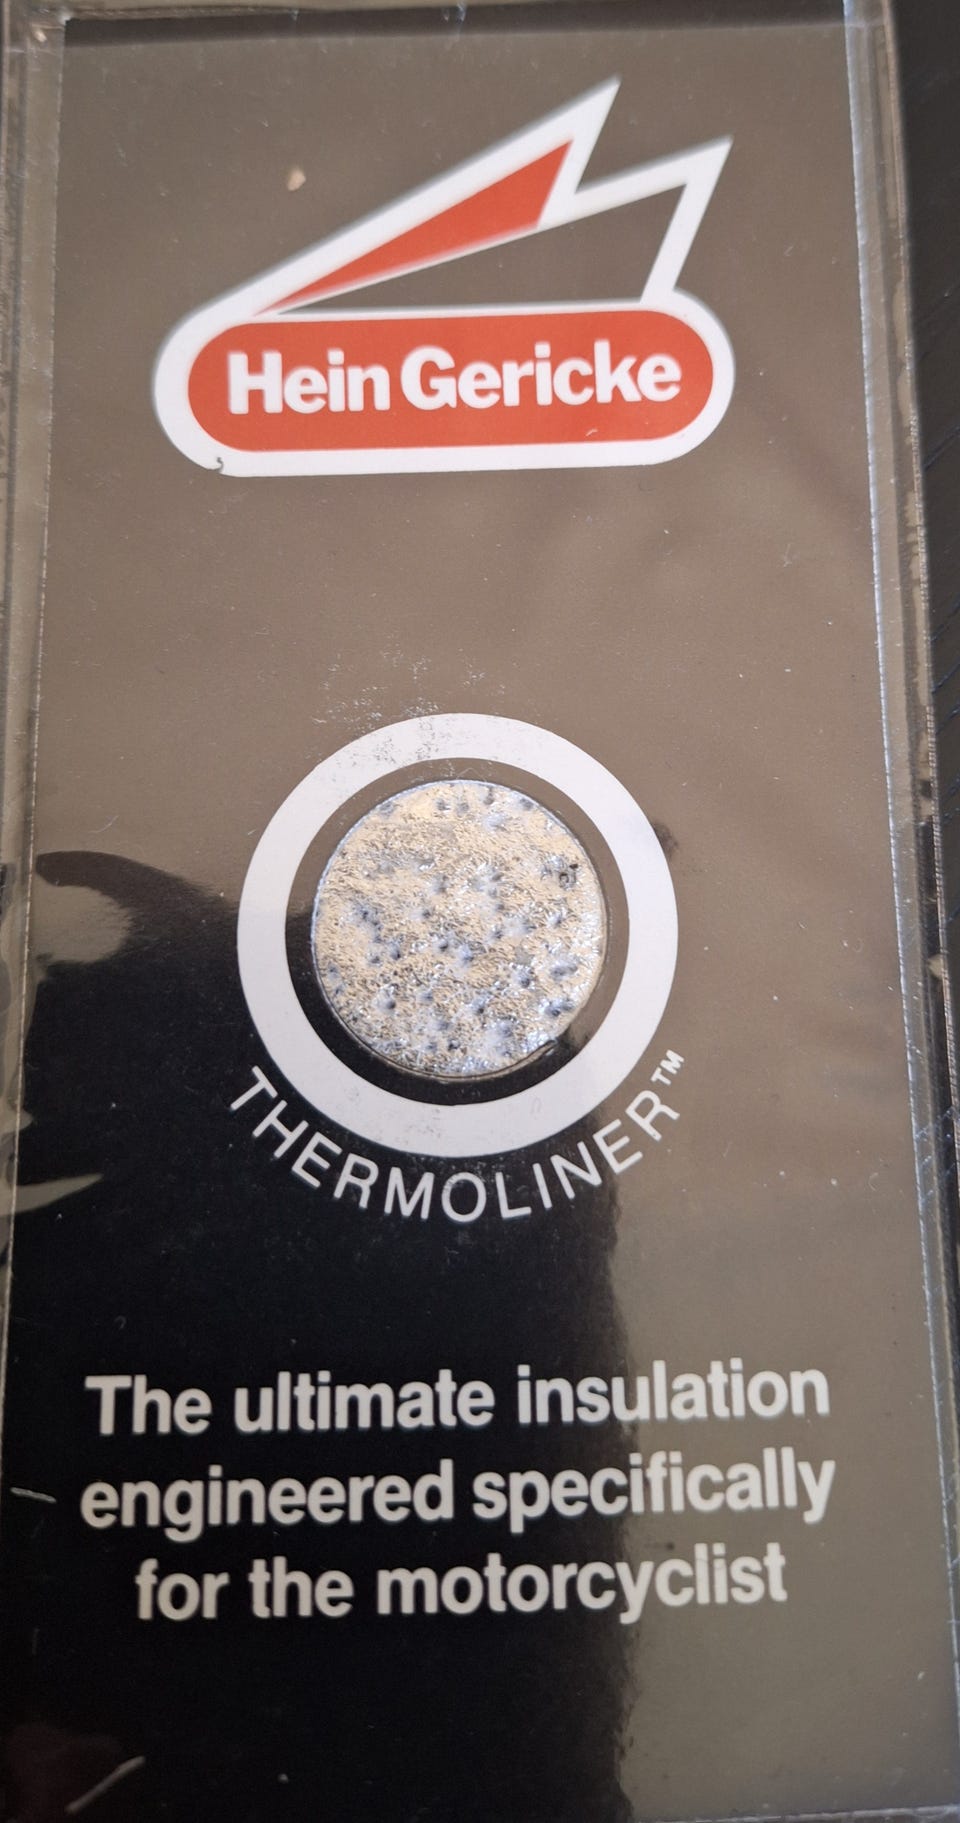 Hein Gericke
THERMOLINER™
The ultimate insulation
engineered specifically
for the motorcyclist